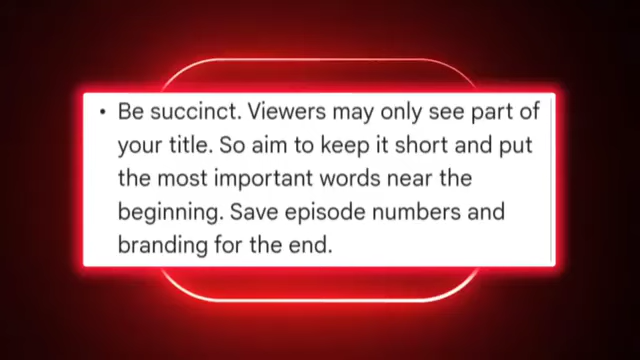 • Be succinct. Viewers may only see part of
your title. So aim to keep it short and put
the most important words near the
beginning. Save episode numbers and
branding for the end.